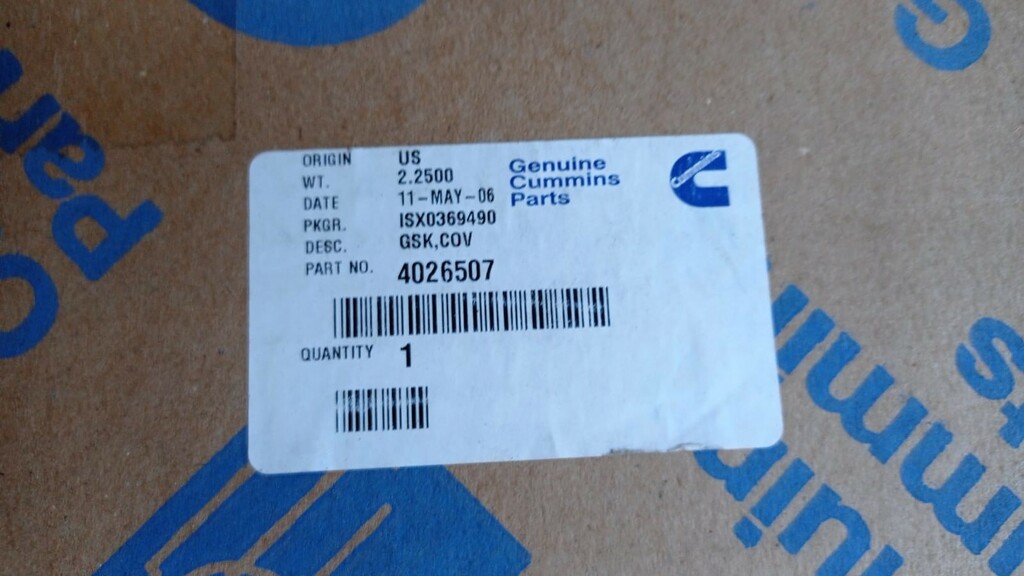 ORIGIN US
WT. 2.2500
DATE 11-MAY-06
PKGR. ISX0369490
DESC. GSK,COV
PART NO. 4026507
QUANTITY 1
Genuine
Cummins
Parts